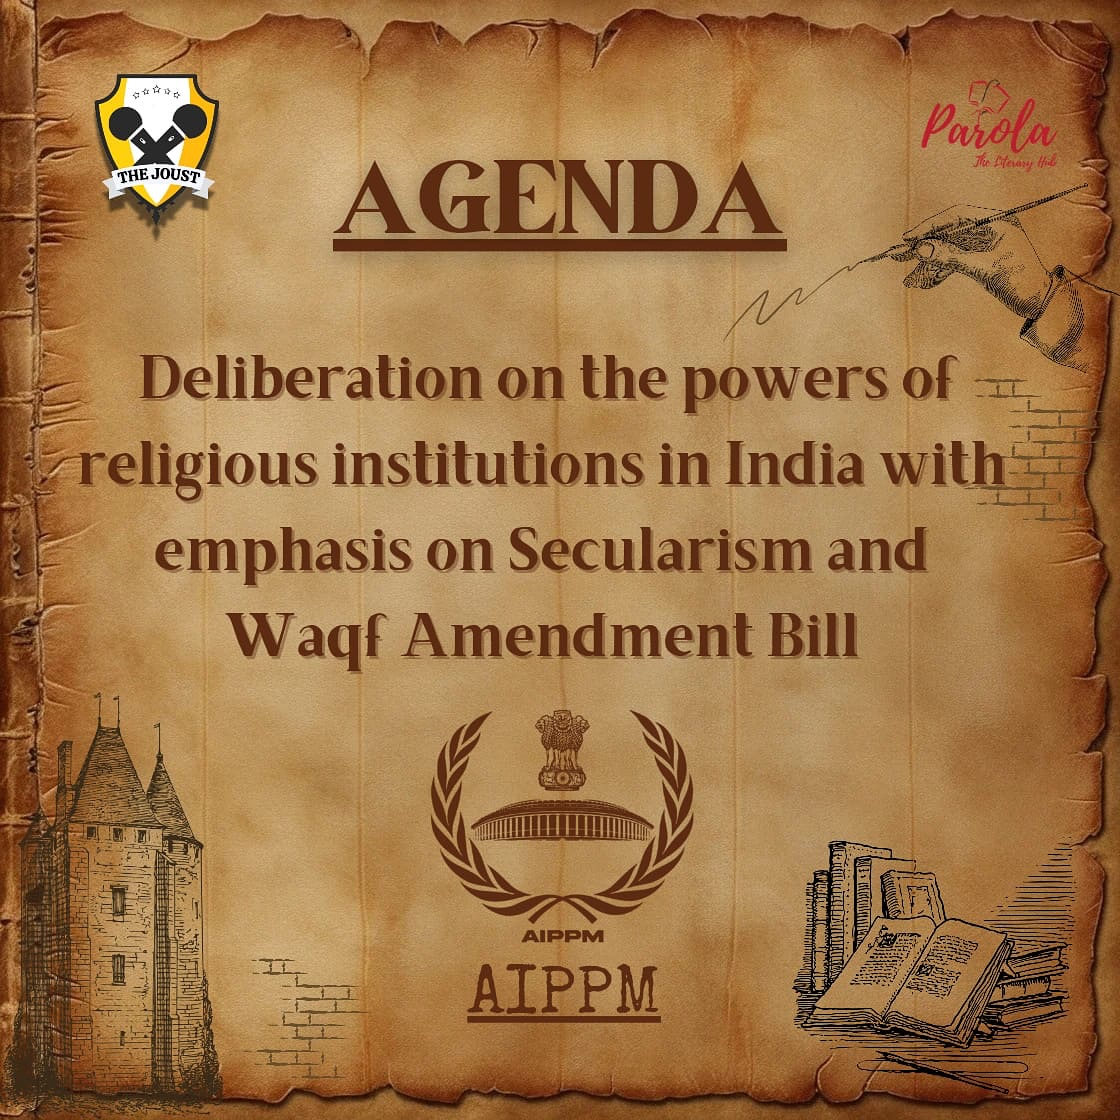 THE JOUST
Parola
The Literary Hub
AGENDA
Deliberation on the powers of
religious institutions in India with
emphasis on Secularism and
Waqf Amendment Bill
AIPPM
AIPPM